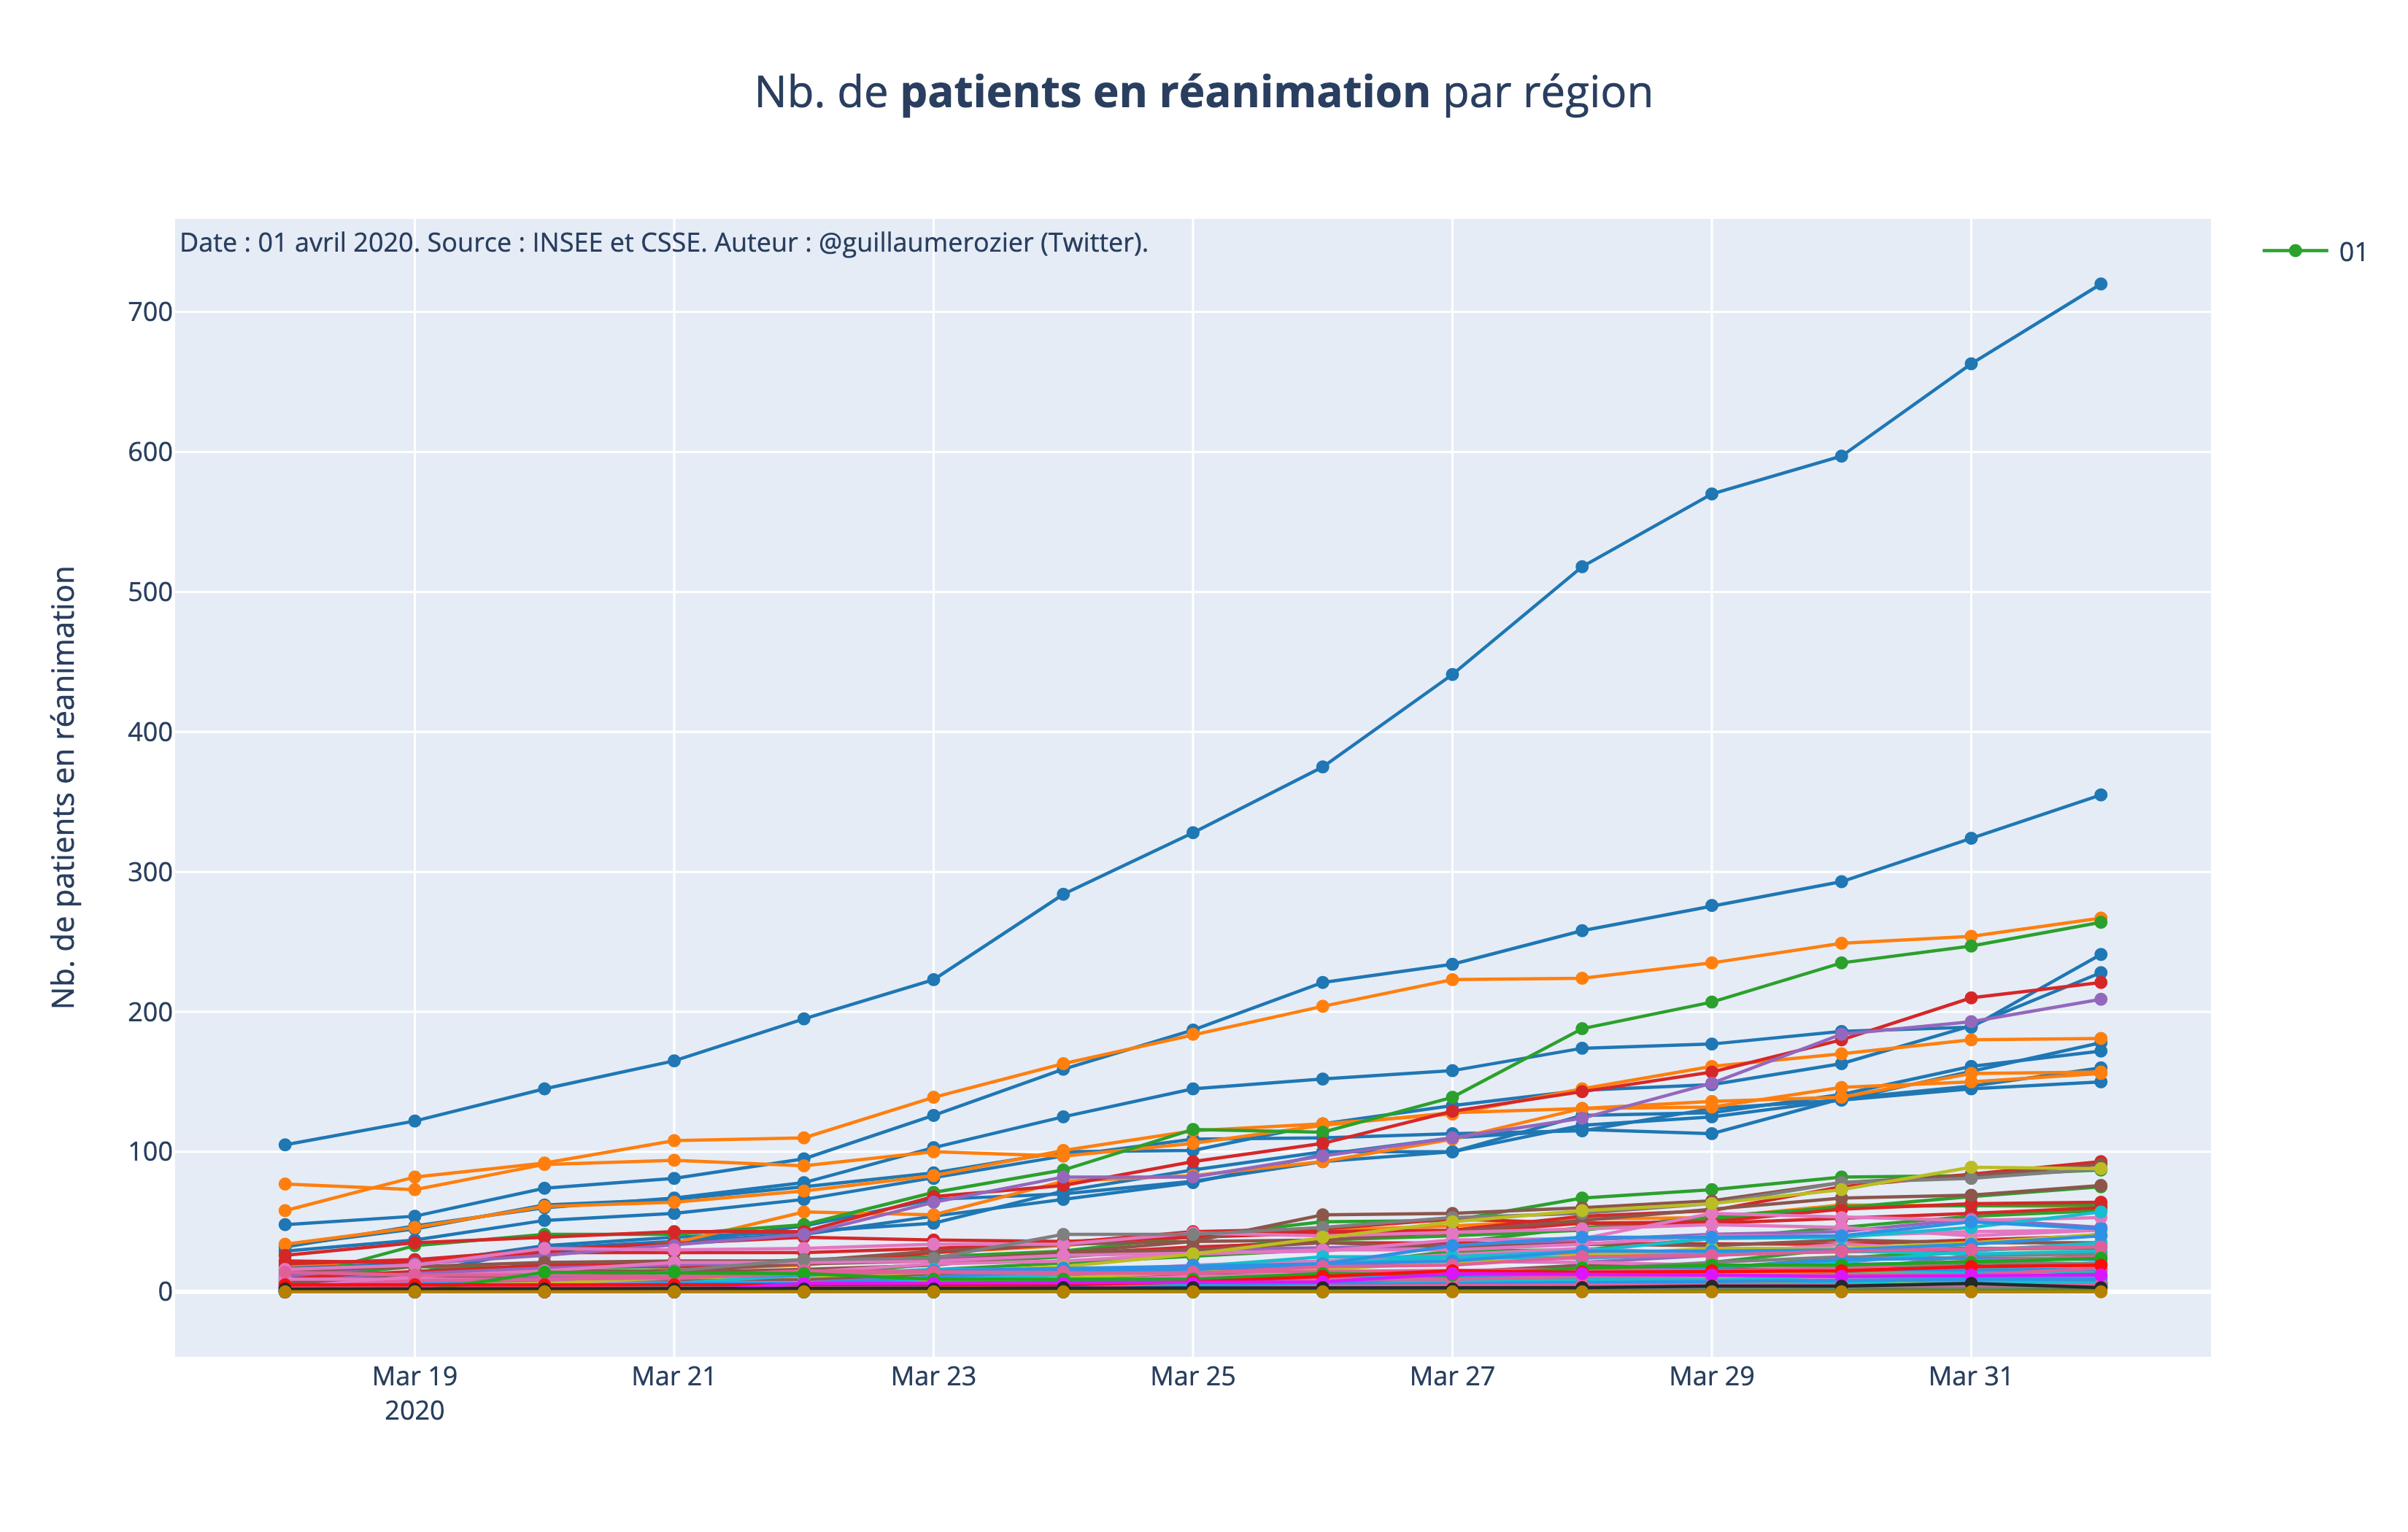 Nb. de patients en réanimation par région
Date : 01 avril 2020. Source : INSEE et CSSE. Auteur : @guillaumerozier (Twitter).
01
Nb. de patients en réanimation
700
600
500
400
300
200
100
0
Mar 19
2020
Mar 21
Mar 23
Mar 25
Mar 27
Mar 29
Mar 31